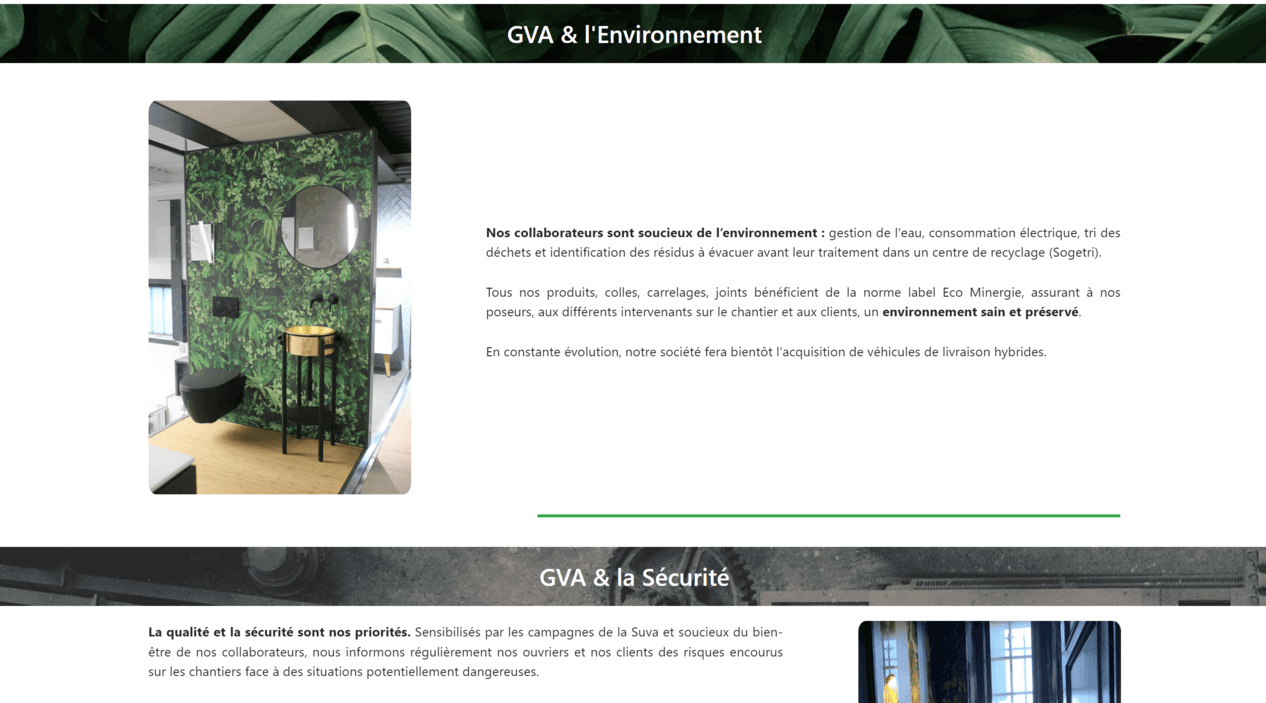 GVA & l'Environnement
Nos collaborateurs sont soucieux de l’environnement : gestion de l’eau, consommation électrique, tri des
déchets et identification des résidus à évacuer avant leur traitement dans un centre de recyclage (Sogetri).
Tous nos produits, colles, carrelages, joints bénéficient de la norme label Eco Minergie, assurant à nos
poseurs, aux différents intervenants sur le chantier et aux clients, un environnement sain et préservé.
En constante évolution, notre société fera bientôt l’acquisition de véhicules de livraison hybrides.
GVA & la Sécurité
La qualité et la sécurité sont nos priorités. Sensibilisés par les campagnes de la Suva et soucieux du bien-
être de nos collaborateurs, nous informons régulièrement nos ouvriers et nos clients des risques encourus
sur les chantiers face à des situations potentiellement dangereuses.